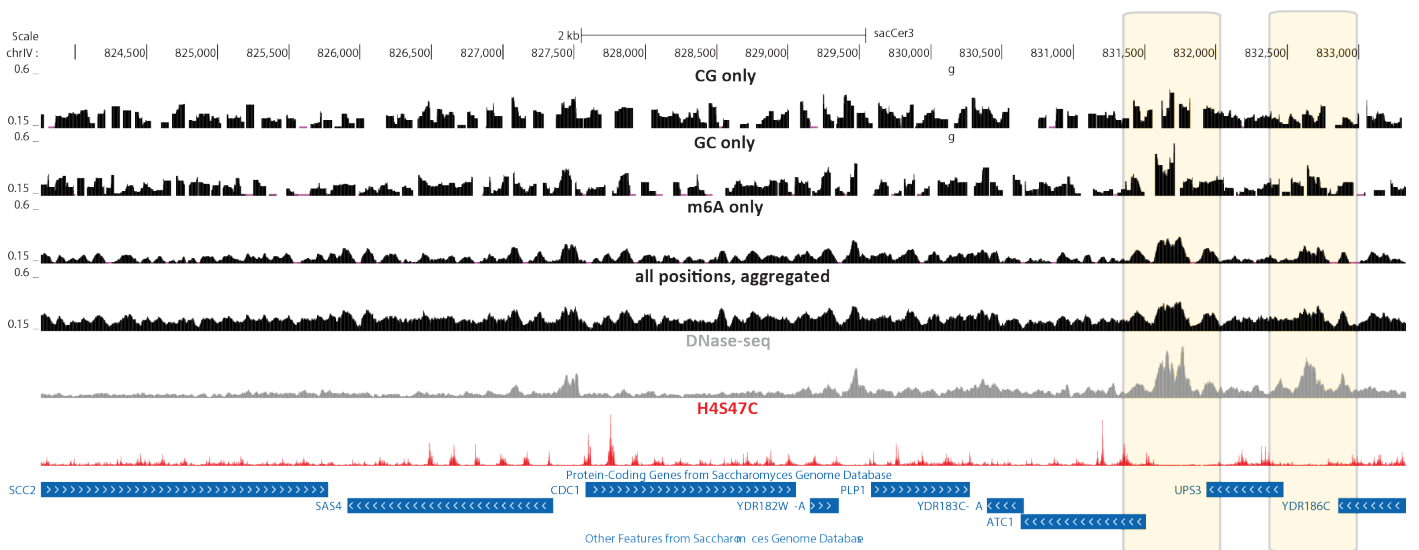 Scale 2 kb sacCer3
chrIV : 824,500 825,000 825,500 826,000 826,500 827,000 827,500 828,000 828,500 829,000 829,500 830,000 830,500 831,000 831,500 832,000 832,500 833,000
0.6 _ g
CG only
0.15 _
0.6 _ g
GC only
0.15 _
0.6 _
m6A only
0.15 _
0.6 _
all positions, aggregated
0.15 _
DNase-seq
H4S47C
Protein-Coding Genes from Saccharomyces Genome Database
SCC2 CDC1 PLP1 UPS3
SAS4 YDR182W -A YDR183C- A YDR186C
ATC1
Other Features from Saccharom ces Genome Database